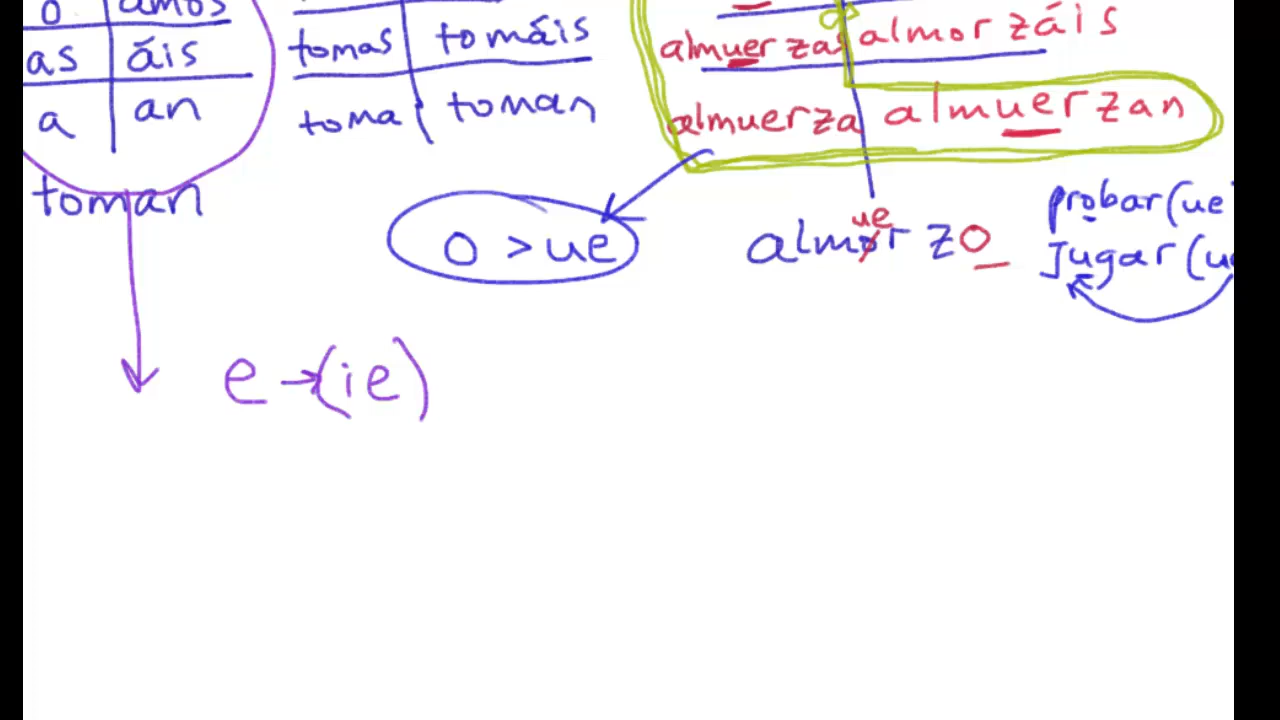 o amos
as áis tomas tomáis almuerzas almorzáis
a an toma toman almuerza almuerzan
toman o > ue almorzo ue probar (ue)
jugar (u
e → (ie)